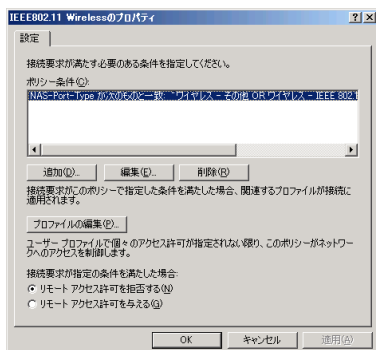 IEEE802.11 Wirelessのプロパティ
設定
接続要求が満たす必要のある条件を指定してください。
ポリシー条件(C):
NAS-Port-Type が次のものと一致: "ワイヤレス - その他 OR ワイヤレス - IEEE 802.1
追加(D)... 編集(E)... 削除(R)
接続要求がこのポリシーで指定した条件を満たした場合、関連するプロファイルが接続に
適用されます。
プロファイルの編集(P)...
ユーザー プロファイルで個々のアクセス許可が指定されない限り、このポリシーがネットワー
クへのアクセスを制御します。
接続要求が指定の条件を満たした場合:
リモート アクセス許可を拒否する(N)
リモート アクセス許可を与える(G)
OK キャンセル 適用(A)